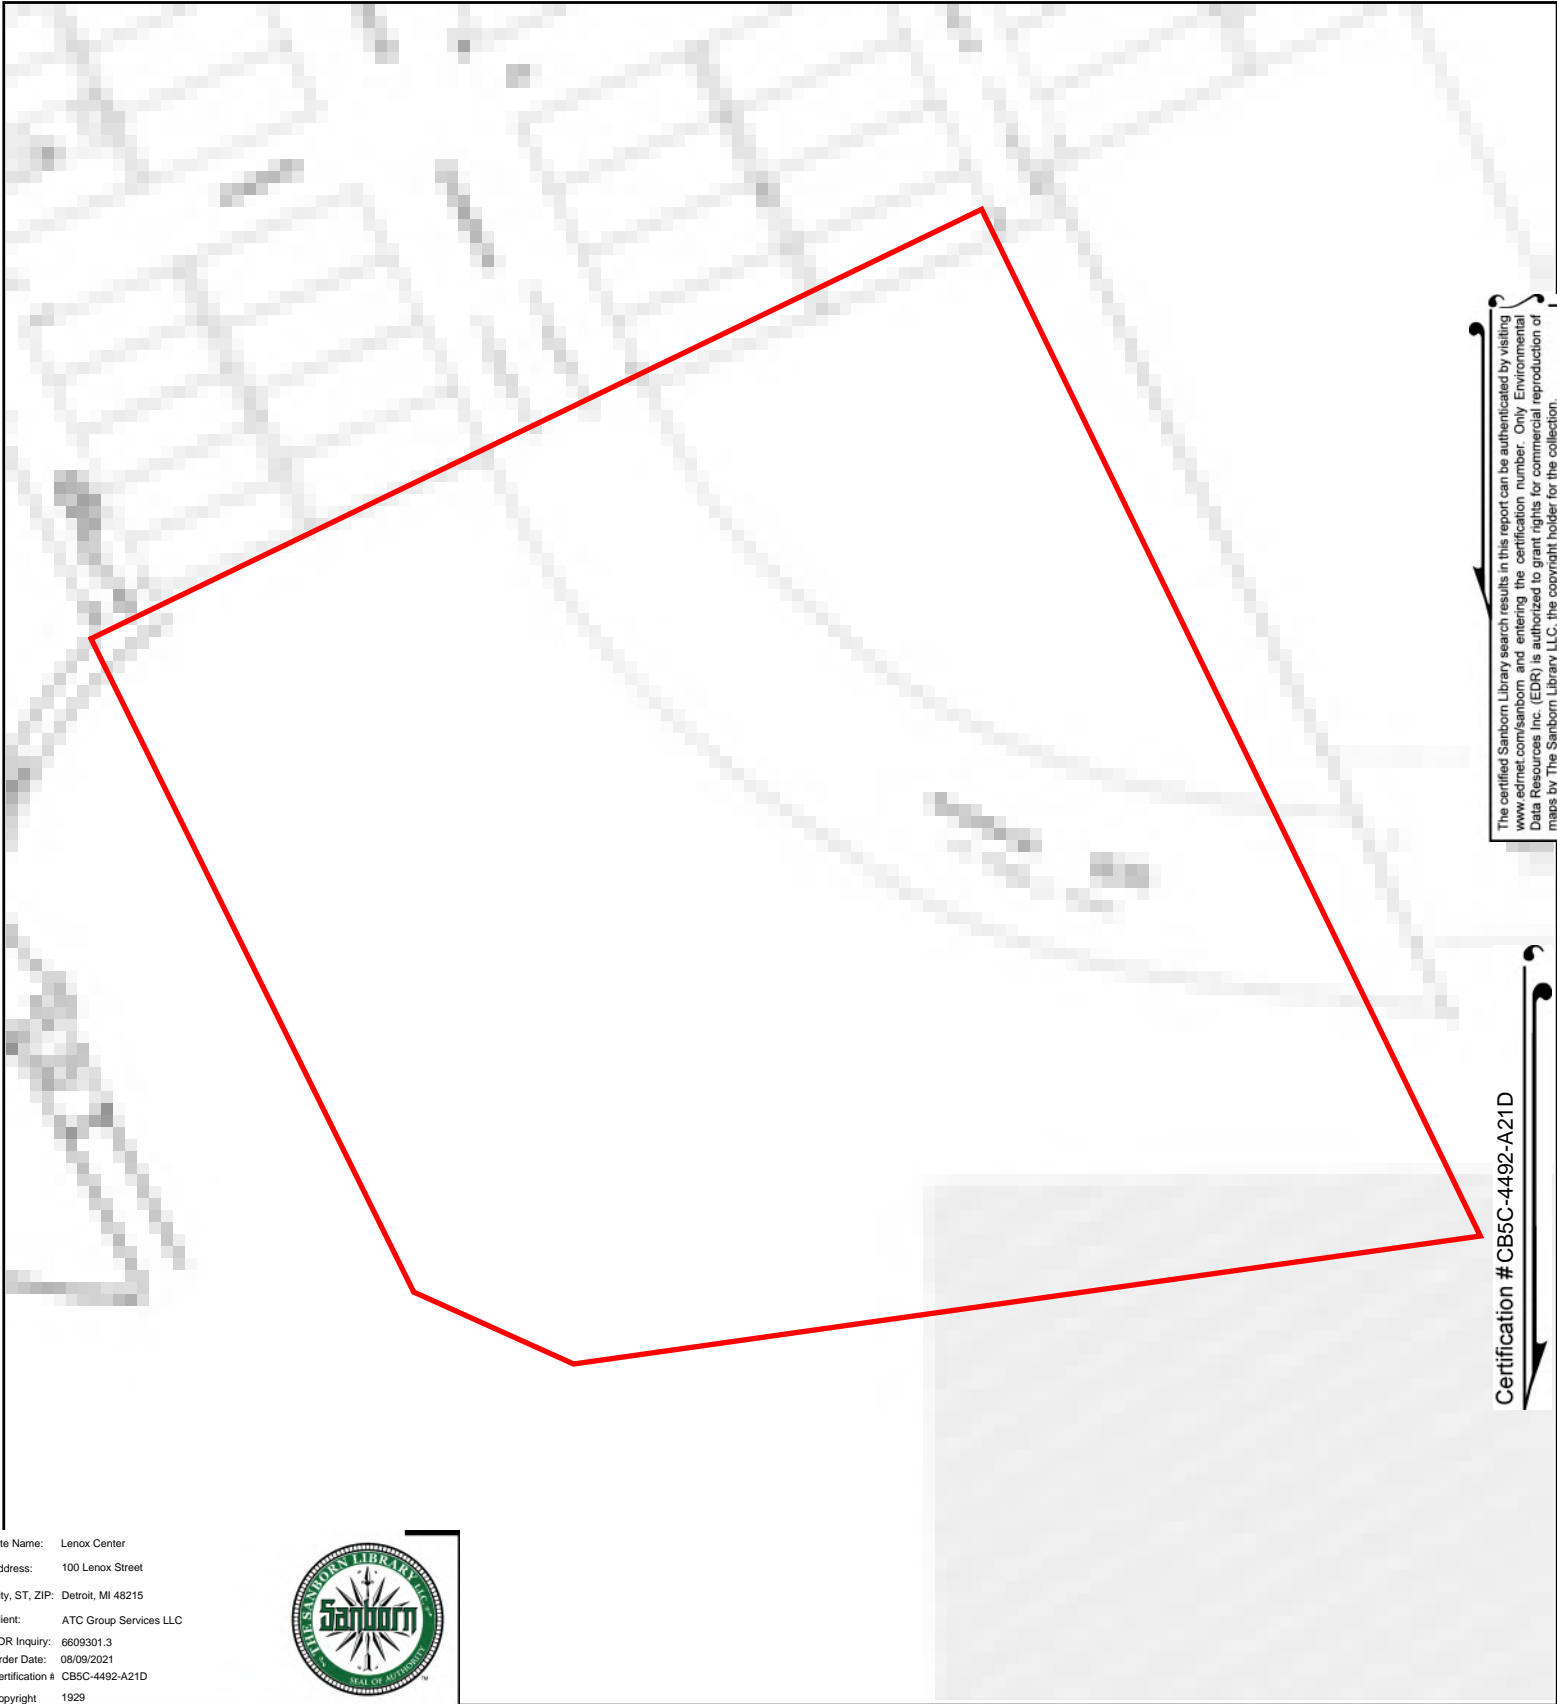 The certified Sanborn Library search results in this report can be authenticated by visiting
www.edrnet.com/sanborn and entering the certification number. Only Environmental
Data Resources Inc. (EDR) is authorized to grant rights for commercial reproduction of
maps by The Sanborn Library LLC, the copyright holder for the collection.
Certification # CB5C-4492-A21D
te Name: Lenox Center
ddress: 100 Lenox Street
ty, ST, ZIP: Detroit, MI 48215
ient: ATC Group Services LLC
DR Inquiry: 6609301.3
rder Date: 08/09/2021
ertification # CB5C-4492-A21D
opyright 1929
THE SANBORN LIBRARY LLC
Sanborn
SEAL OF AUTHORITY
™